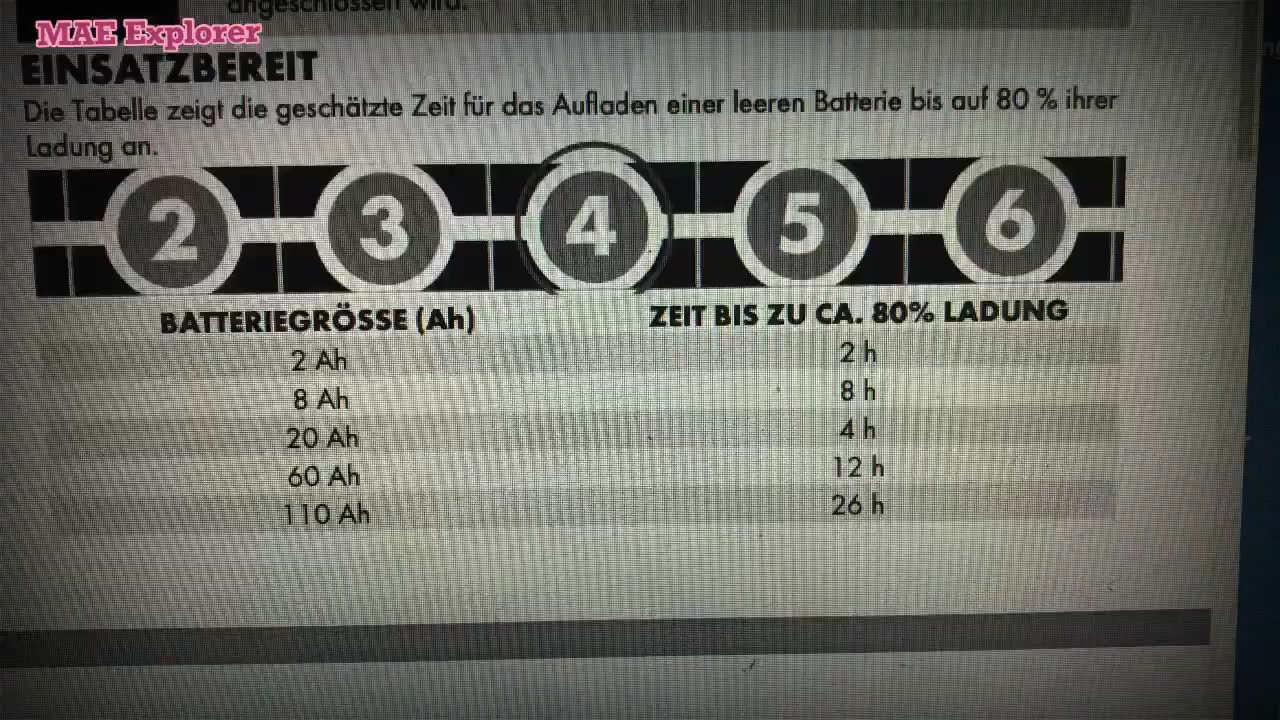 angeschlossen wird.
MAE Explorer
EINSATZBEREIT
Die Tabelle zeigt die geschätzte Zeit für das Aufladen einer leeren Batterie bis auf 80 % ihrer
Ladung an.
2 3 4 5 6
BATTERIEGRÖSSE (Ah) ZEIT BIS ZU CA. 80% LADUNG
2 Ah 2 h
8 Ah 8 h
20 Ah 4 h
60 Ah 12 h
110 Ah 26 h